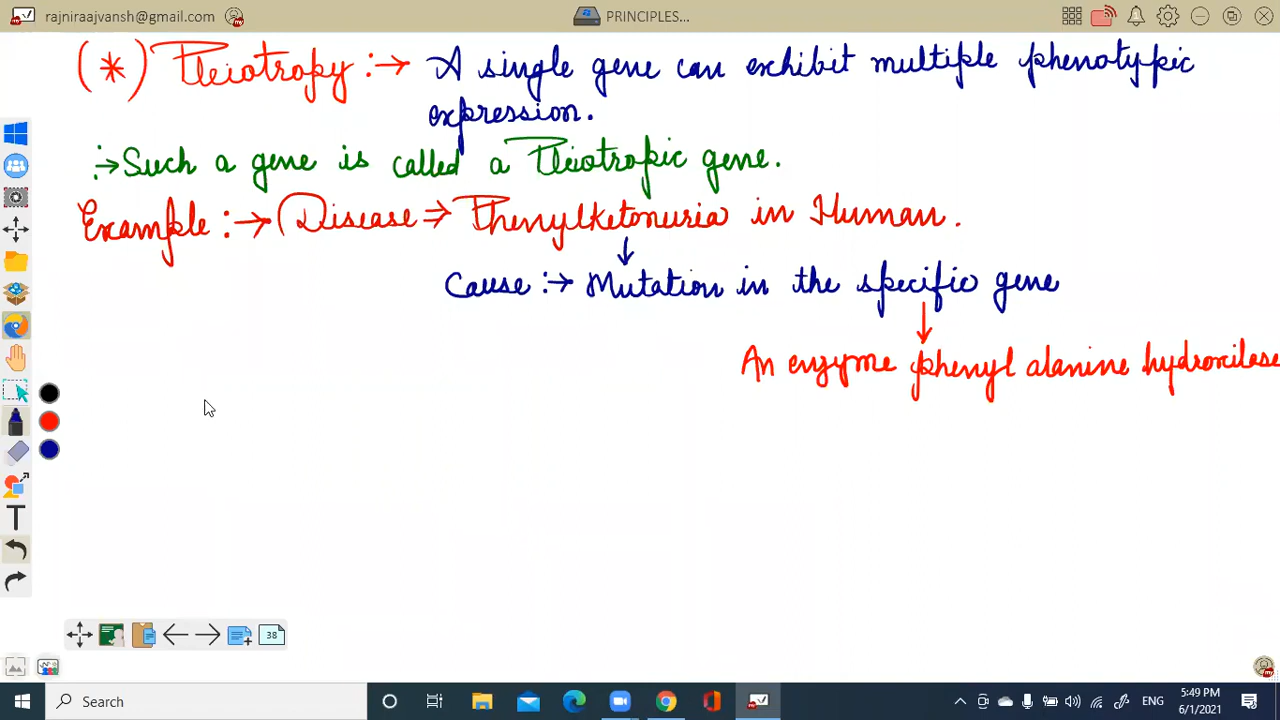 rajniraajvansh@gmail.com
PRINCIPLES...
(*) Pleiotropy :→ A single gene can exhibit multiple phenotypic
expression.
:→ Such a gene is called a Pleiotropic gene.
Example :→ Disease ⇒ Phenylketonuria in Human.
↓
Cause :→ Mutation in the specific gene
↓
An enzyme phenyl alanine hydroxilase
T
38
Search
ENG
5:49 PM
6/1/2021